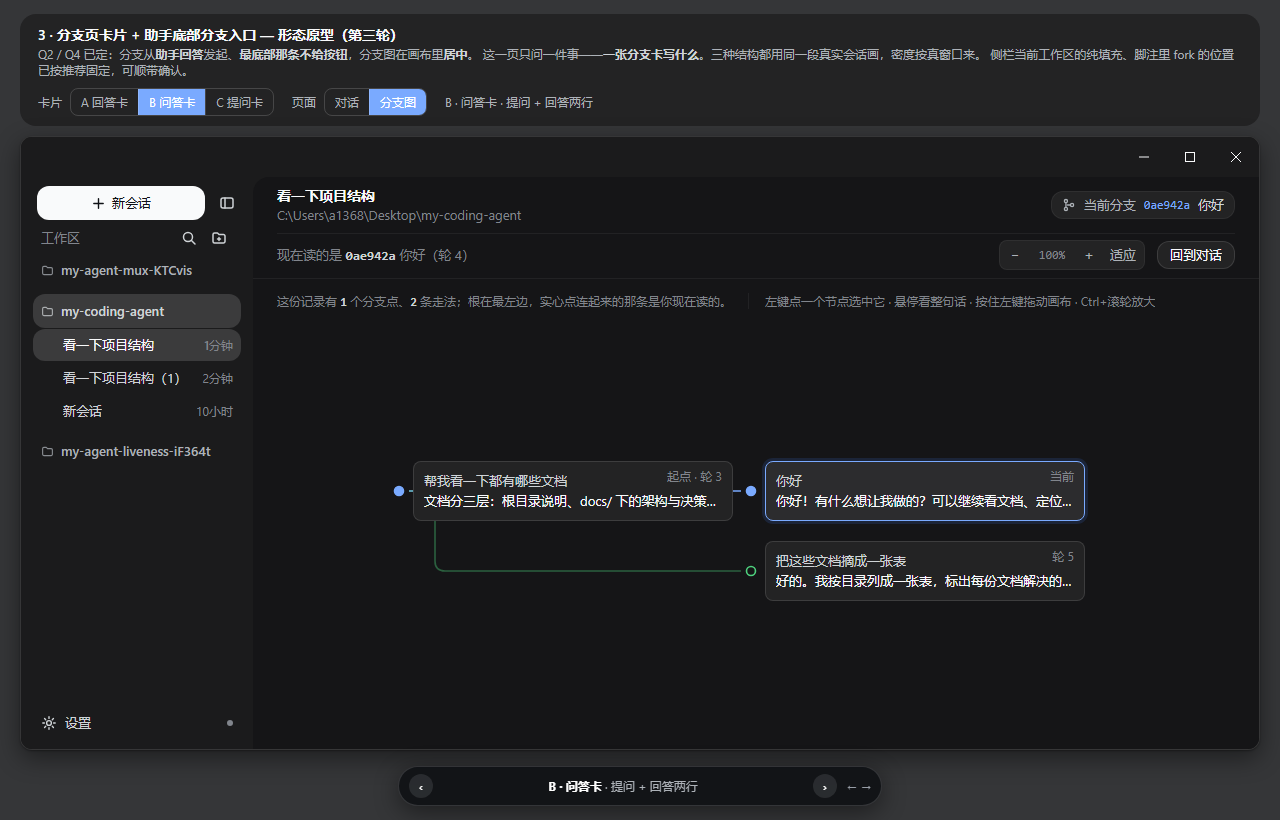 3 · 分支页卡片 + 助手底部分支入口 — 形态原型（第三轮）
Q2 / Q4 已定：分支从助手回答发起、最底部那条不给按钮，分支图在画布里居中。 这一页只问一件事——一张分支卡写什么。三种结构都用同一段真实会话画，密度按真窗口来。 侧栏当前工作区的纯填充、脚注里 fork 的位置
已按推荐固定，可顺带确认。
卡片 A 回答卡 B 问答卡 C 提问卡 页面 对话 分支图 B · 问答卡 · 提问 + 回答两行
+ 新会话
工作区
my-agent-mux-KTCvis
my-coding-agent
看一下项目结构 1分钟
看一下项目结构（1） 2分钟
新会话 10小时
my-agent-liveness-iF364t
设置
看一下项目结构
C:\Users\a1368\Desktop\my-coding-agent
当前分支 0ae942a 你好
现在读的是 0ae942a 你好（轮 4）
− 100% + 适应 回到对话
这份记录有 1 个分支点、2 条走法；根在最左边，实心点连起来的那条是你现在读的。
左键点一个节点选中它 · 悬停看整句话 · 按住左键拖动画布 · Ctrl+滚轮放大
帮我看一下都有哪些文档 起点 · 轮 3
文档分三层：根目录说明、docs/ 下的架构与决策...
你好 当前
你好！有什么想让我做的？可以继续看文档、定位...
把这些文档摘成一张表 轮 5
好的。我按目录列成一张表，标出每份文档解决的...
‹ B · 问答卡 · 提问 + 回答两行 › ← →